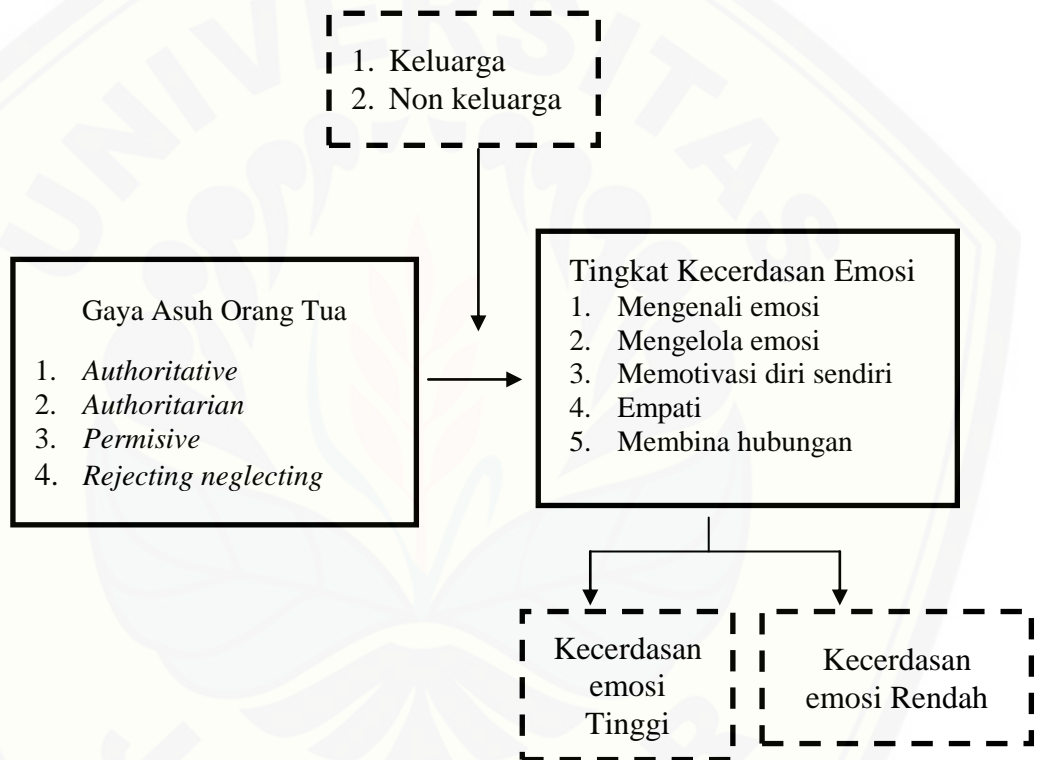 UNIVERSITAS
1. Keluarga
2. Non keluarga
Gaya Asuh Orang Tua
1. Authoritative
2. Authoritarian
3. Permisive
4. Rejecting neglecting
Tingkat Kecerdasan Emosi
1. Mengenali emosi
2. Mengelola emosi
3. Memotivasi diri sendiri
4. Empati
5. Membina hubungan
Kecerdasan
emosi
Tinggi
Kecerdasan
emosi Rendah